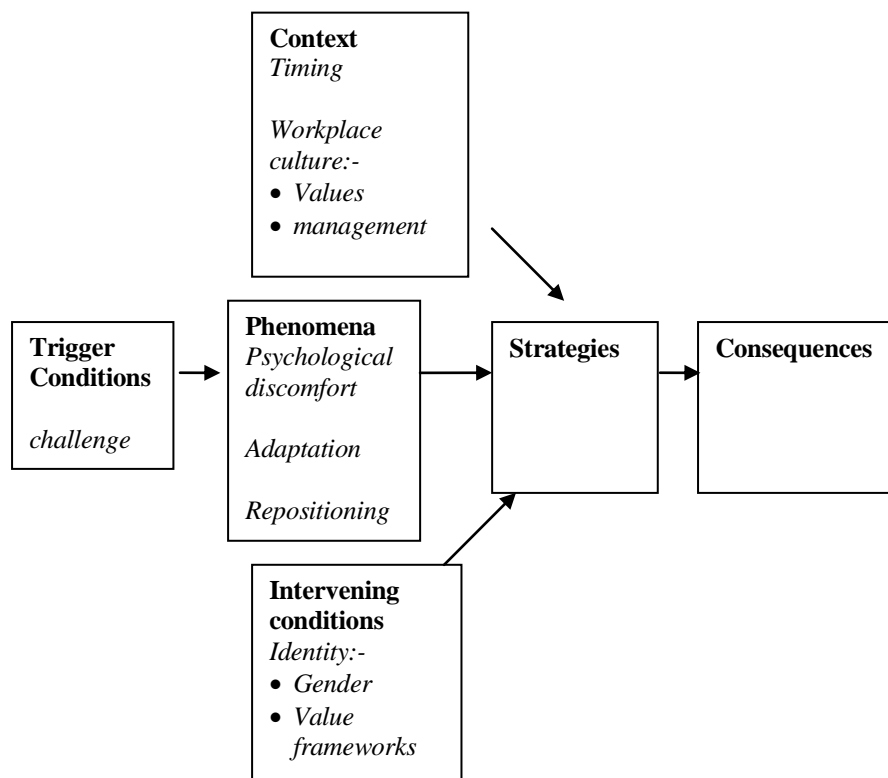 Context
Timing
Workplace
culture:-
• Values
• management
Trigger
Conditions
challenge
Phenomena
Psychological
discomfort
Adaptation
Repositioning
Strategies
Consequences
Intervening
conditions
Identity:-
• Gender
• Value
frameworks